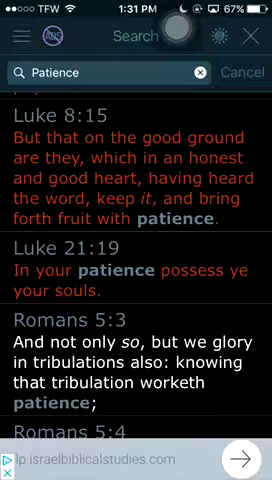 TFW 1:31 PM 67%
ADS Search
Patience Cancel
Luke 8:15
But that on the good ground
are they, which in an honest
and good heart, having heard
the word, keep it, and bring
forth fruit with patience.
Luke 21:19
In your patience possess ye
your souls.
Romans 5:3
And not only so, but we glory
in tribulations also: knowing
that tribulation worketh
patience;
Romans 5:4
lp.israelbiblicalstudies.com